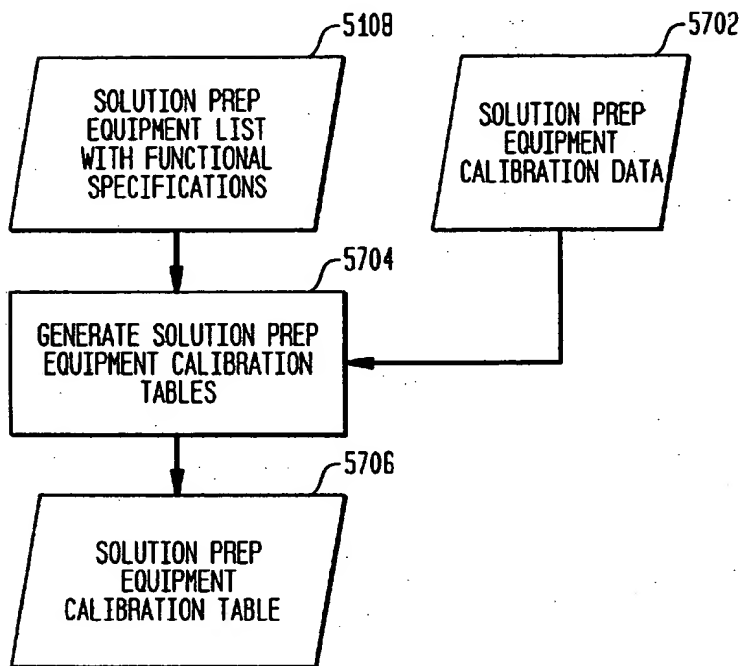 5108
SOLUTION PREP
EQUIPMENT LIST
WITH FUNCTIONAL
SPECIFICATIONS
5702
SOLUTION PREP
EQUIPMENT
CALIBRATION DATA
5704
GENERATE SOLUTION PREP
EQUIPMENT CALIBRATION
TABLES
5706
SOLUTION PREP
EQUIPMENT
CALIBRATION TABLE